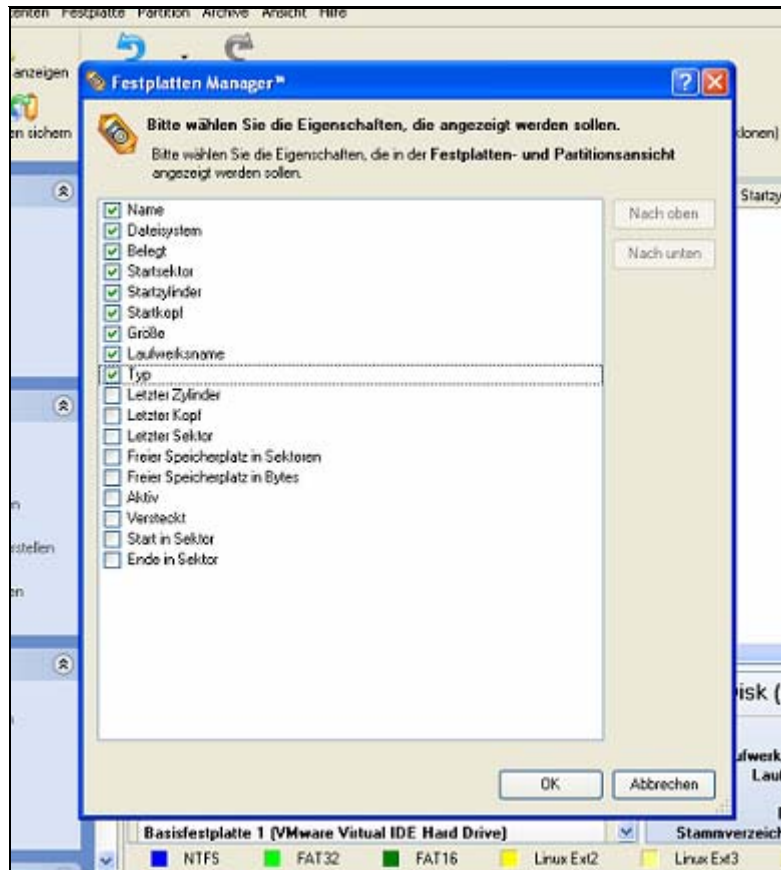 Festplatte Partition Archive Ansicht Hilfe
anzeigen
Festplatten Manager™
sichern
Bitte wählen Sie die Eigenschaften, die angezeigt werden sollen.
Bitte wählen Sie die Eigenschaften, die in der Festplatten- und Partitionsansicht
angezeigt werden sollen.
Name
Nach oben
Dateisystem
Belegt
Nach unten
Startsektor
Startzylinder
Startkopf
Größe
Laufwerksname
Typ
Letzter Zylinder
Letzter Kopf
Letzter Sektor
Freier Speicherplatz in Sektoren
Freier Speicherplatz in Bytes
Aktiv
Versteckt
Start in Sektor
Ende in Sektor
OK
Abbrechen
Basisfestplatte 1 (VMware Virtual IDE Hard Drive)
NTFS
FAT32
FAT16
Linux Ext2
Linux Ext3